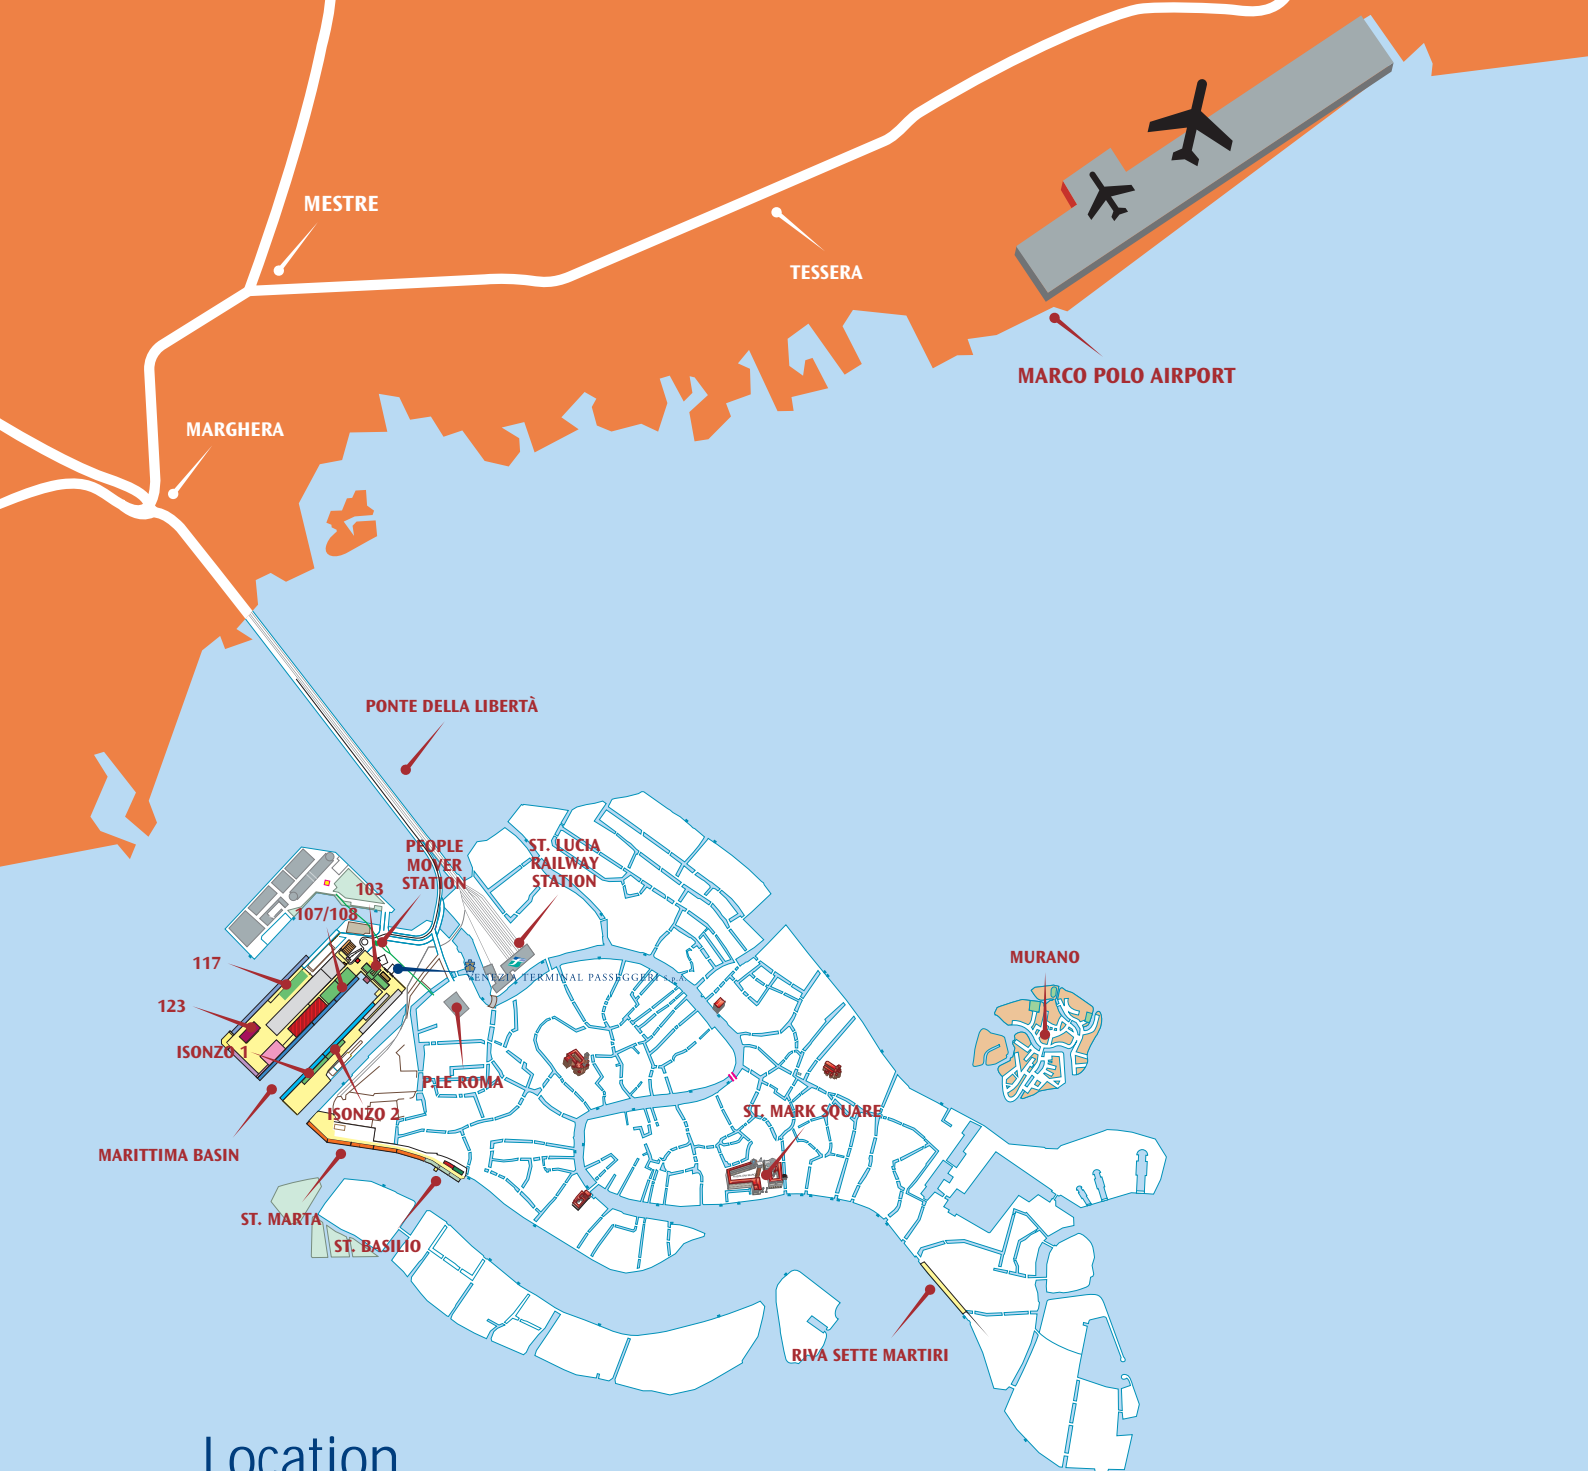 MESTRE
TESSERA
MARCO POLO AIRPORT
MARGHERA
PONTE DELLA LIBERTÀ
PEOPLE
MOVER
STATION
ST. LUCIA
RAILWAY
STATION
103
107/108
117
123
ISONZO 1
VENEZIA TERMINAL PASSEGGERI S.p.A.
MURANO
P.LE ROMA
ISONZO 2
ST. MARK SQUARE
MARITTIMA BASIN
ST. MARTA
ST. BASILIO
RIVA SETTE MARTIRI
Location